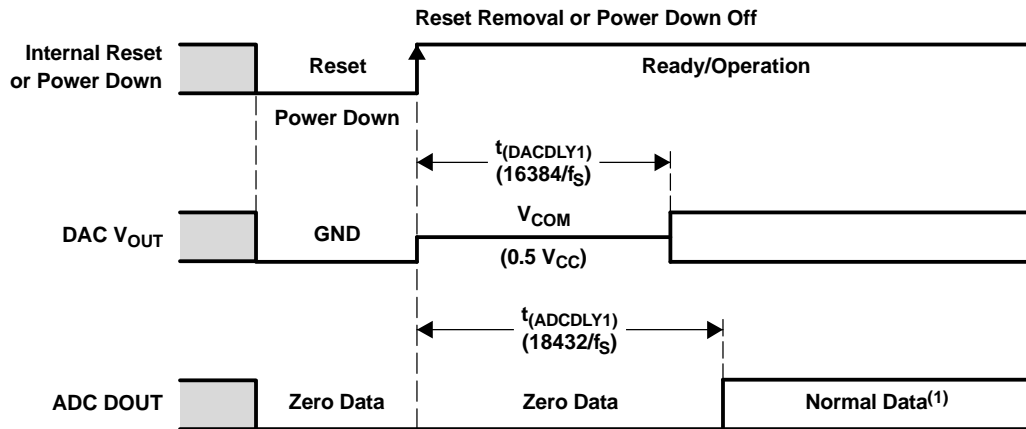 Reset Removal or Power Down Off
Internal Reset
or Power Down
Reset
Ready/Operation
Power Down
t(DACDLY1)
(16384/fS)
DAC VOUT
GND
VCOM
(0.5 VCC)
t(ADCDLY1)
(18432/fS)
ADC DOUT
Zero Data
Zero Data
Normal Data(1)